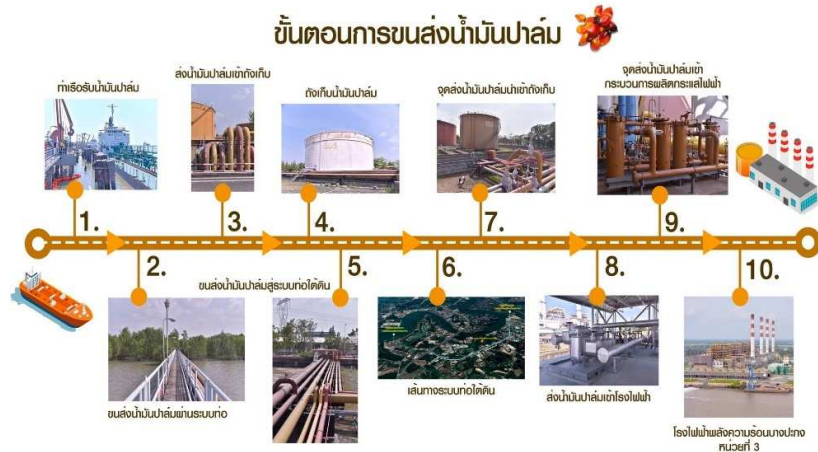 ขั้นตอนการขนส่งน้ำมันปาล์ม
ท่าเรือรับน้ำมันปาล์ม
ส่งน้ำมันปาล์มเข้าถังเก็บ
ถังเก็บน้ำมันปาล์ม
จุดส่งน้ำมันปาล์มนำเข้าถังเก็บ
จุดส่งน้ำมันปาล์มเข้า
กระบวนการผลิตกระแสไฟฟ้า
1.
3.
4.
7.
9.
2.
5.
6.
8.
10.
ขนส่งน้ำมันปาล์มผ่านระบบท่อ
ขนส่งน้ำมันปาล์มสู่ระบบท่อใต้ดิน
เส้นทางระบบท่อใต้ดิน
ส่งน้ำมันปาล์มเข้าโรงไฟฟ้า
โรงไฟฟ้าพลังความร้อนบางปะกง
หน่วยที่ 3